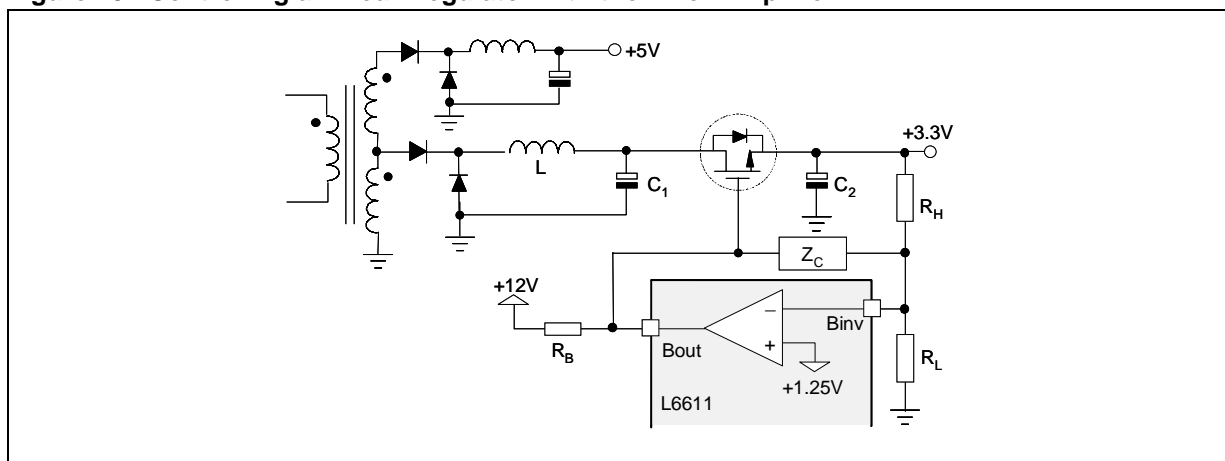 +5V
+3.3V
L
C1
C2
RH
ZC
+12V
RB
Bout
Binv
−
+
+1.25V
RL
L6611